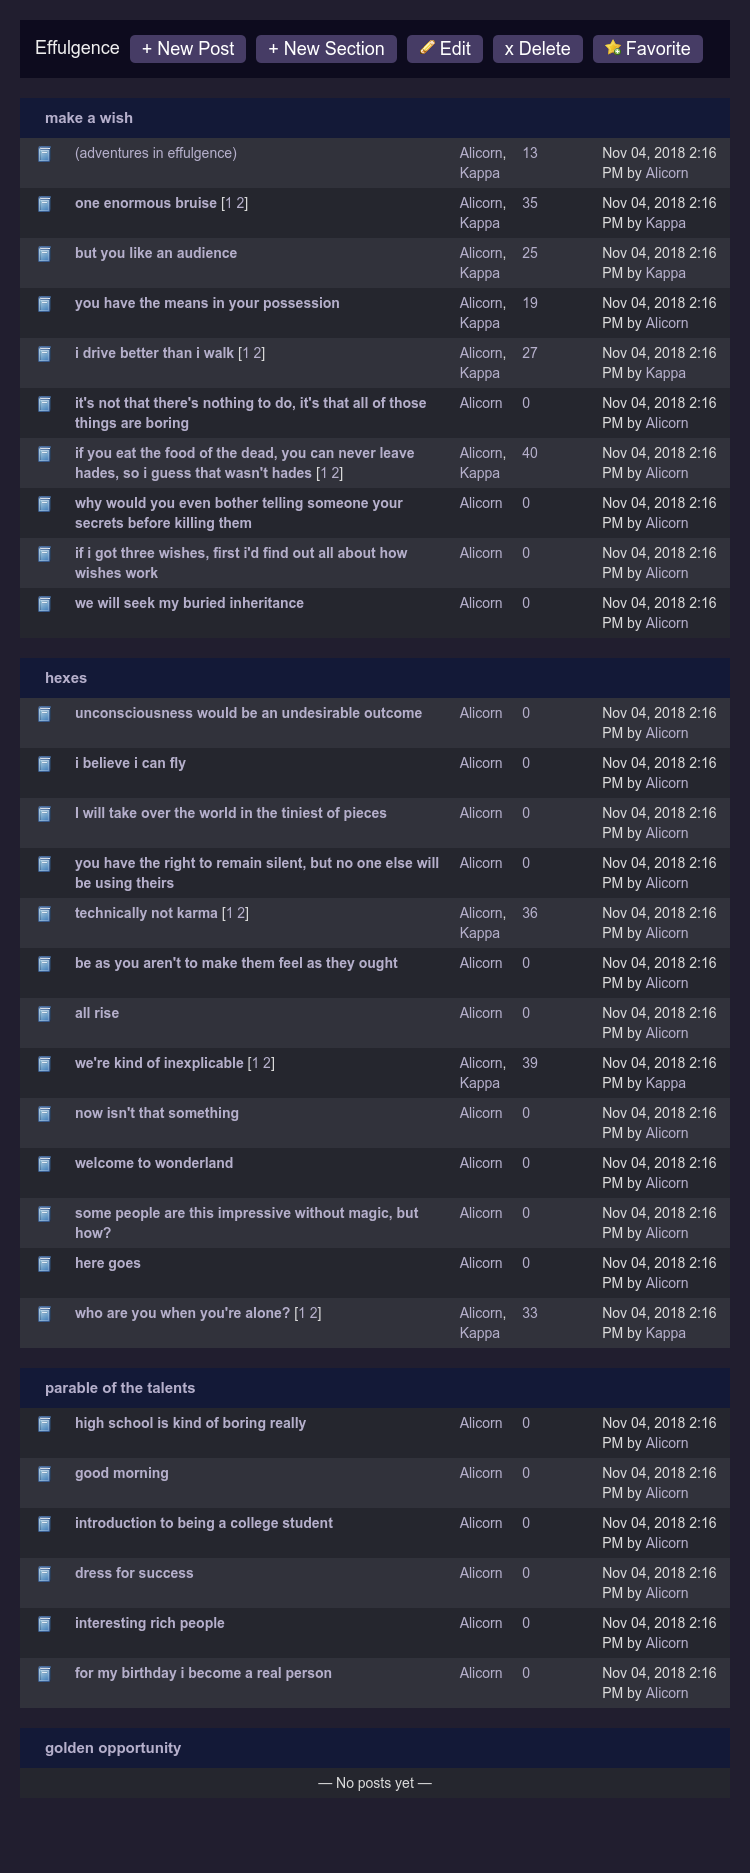 Effulgence + New Post + New Section Edit x Delete Favorite
make a wish
(adventures in effulgence) Alicorn, 13 Nov 04, 2018 2:16
Kappa PM by Alicorn
one enormous bruise [1 2] Alicorn, 35 Nov 04, 2018 2:16
Kappa PM by Kappa
but you like an audience Alicorn, 25 Nov 04, 2018 2:16
Kappa PM by Kappa
you have the means in your possession Alicorn, 19 Nov 04, 2018 2:16
Kappa PM by Alicorn
i drive better than i walk [1 2] Alicorn, 27 Nov 04, 2018 2:16
Kappa PM by Kappa
it's not that there's nothing to do, it's that all of those Alicorn 0 Nov 04, 2018 2:16
things are boring PM by Alicorn
if you eat the food of the dead, you can never leave Alicorn, 40 Nov 04, 2018 2:16
hades, so i guess that wasn't hades [1 2] Kappa PM by Alicorn
why would you even bother telling someone your Alicorn 0 Nov 04, 2018 2:16
secrets before killing them PM by Alicorn
if i got three wishes, first i'd find out all about how Alicorn 0 Nov 04, 2018 2:16
wishes work PM by Alicorn
we will seek my buried inheritance Alicorn 0 Nov 04, 2018 2:16
PM by Alicorn
hexes
unconsciousness would be an undesirable outcome Alicorn 0 Nov 04, 2018 2:16
PM by Alicorn
i believe i can fly Alicorn 0 Nov 04, 2018 2:16
PM by Alicorn
I will take over the world in the tiniest of pieces Alicorn 0 Nov 04, 2018 2:16
PM by Alicorn
you have the right to remain silent, but no one else will Alicorn 0 Nov 04, 2018 2:16
be using theirs PM by Alicorn
technically not karma [1 2] Alicorn, 36 Nov 04, 2018 2:16
Kappa PM by Alicorn
be as you aren't to make them feel as they ought Alicorn 0 Nov 04, 2018 2:16
PM by Alicorn
all rise Alicorn 0 Nov 04, 2018 2:16
PM by Alicorn
we're kind of inexplicable [1 2] Alicorn, 39 Nov 04, 2018 2:16
Kappa PM by Kappa
now isn't that something Alicorn 0 Nov 04, 2018 2:16
PM by Alicorn
welcome to wonderland Alicorn 0 Nov 04, 2018 2:16
PM by Alicorn
some people are this impressive without magic, but Alicorn 0 Nov 04, 2018 2:16
how? PM by Alicorn
here goes Alicorn 0 Nov 04, 2018 2:16
PM by Alicorn
who are you when you're alone? [1 2] Alicorn, 33 Nov 04, 2018 2:16
Kappa PM by Kappa
parable of the talents
high school is kind of boring really Alicorn 0 Nov 04, 2018 2:16
PM by Alicorn
good morning Alicorn 0 Nov 04, 2018 2:16
PM by Alicorn
introduction to being a college student Alicorn 0 Nov 04, 2018 2:16
PM by Alicorn
dress for success Alicorn 0 Nov 04, 2018 2:16
PM by Alicorn
interesting rich people Alicorn 0 Nov 04, 2018 2:16
PM by Alicorn
for my birthday i become a real person Alicorn 0 Nov 04, 2018 2:16
PM by Alicorn
golden opportunity
— No posts yet —